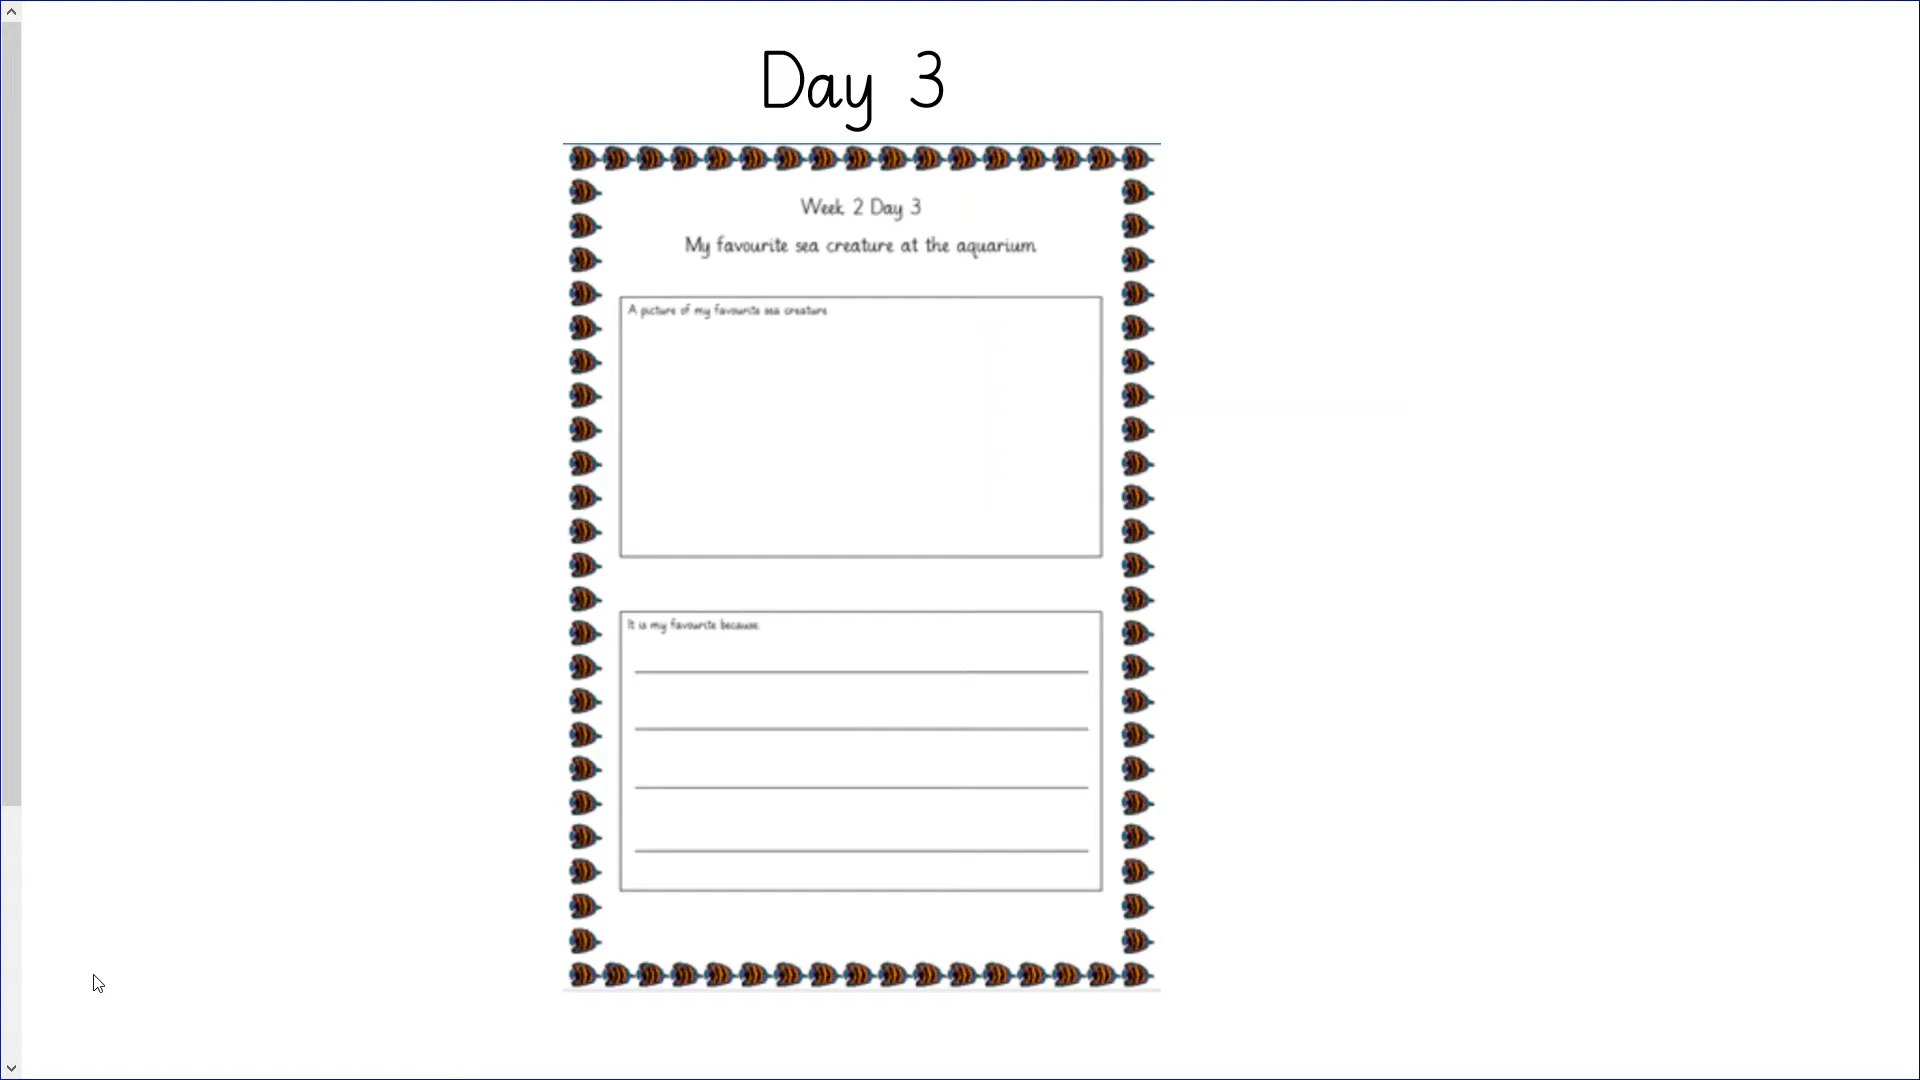 Day 3
Week 2 Day 3
My favourite sea creature at the aquarium
A picture of my favourite sea creature
It is my favourite because: